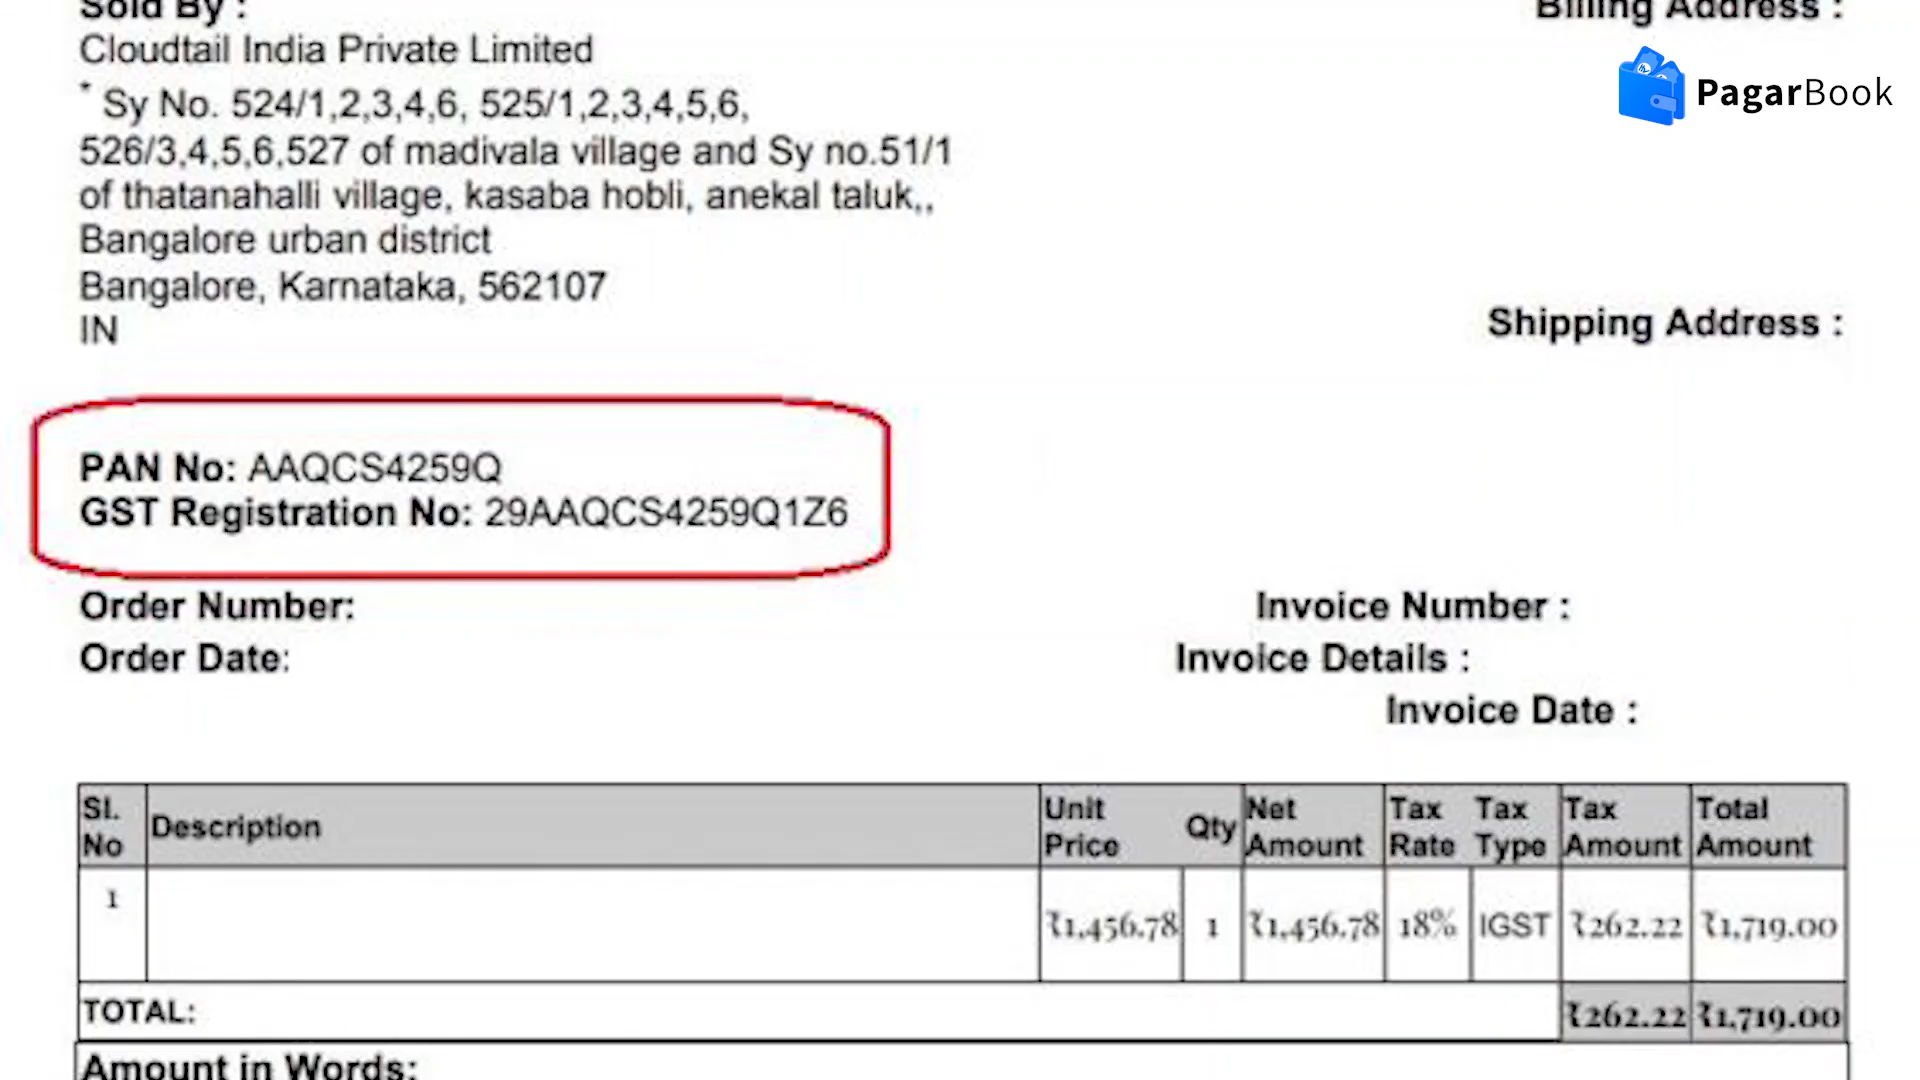 Sold By :
Billing Address :
Cloudtail India Private Limited
PagarBook
* Sy No. 524/1,2,3,4,6, 525/1,2,3,4,5,6,
526/3,4,5,6,527 of madivala village and Sy no.51/1
of thatanahalli village, kasaba hobli, anekal taluk,,
Bangalore urban district
Bangalore, Karnataka, 562107
IN
Shipping Address :
PAN No: AAQCS4259Q
GST Registration No: 29AAQCS4259Q1Z6
Order Number:
Invoice Number :
Order Date:
Invoice Details :
Invoice Date :
Sl. No Description Unit Price Qty Net Amount Tax Rate Tax Type Tax Amount Total Amount
1 ₹1,456.78 1 ₹1,456.78 18% IGST ₹262.22 ₹1,719.00
TOTAL: ₹262.22 ₹1,719.00
Amount in Words: